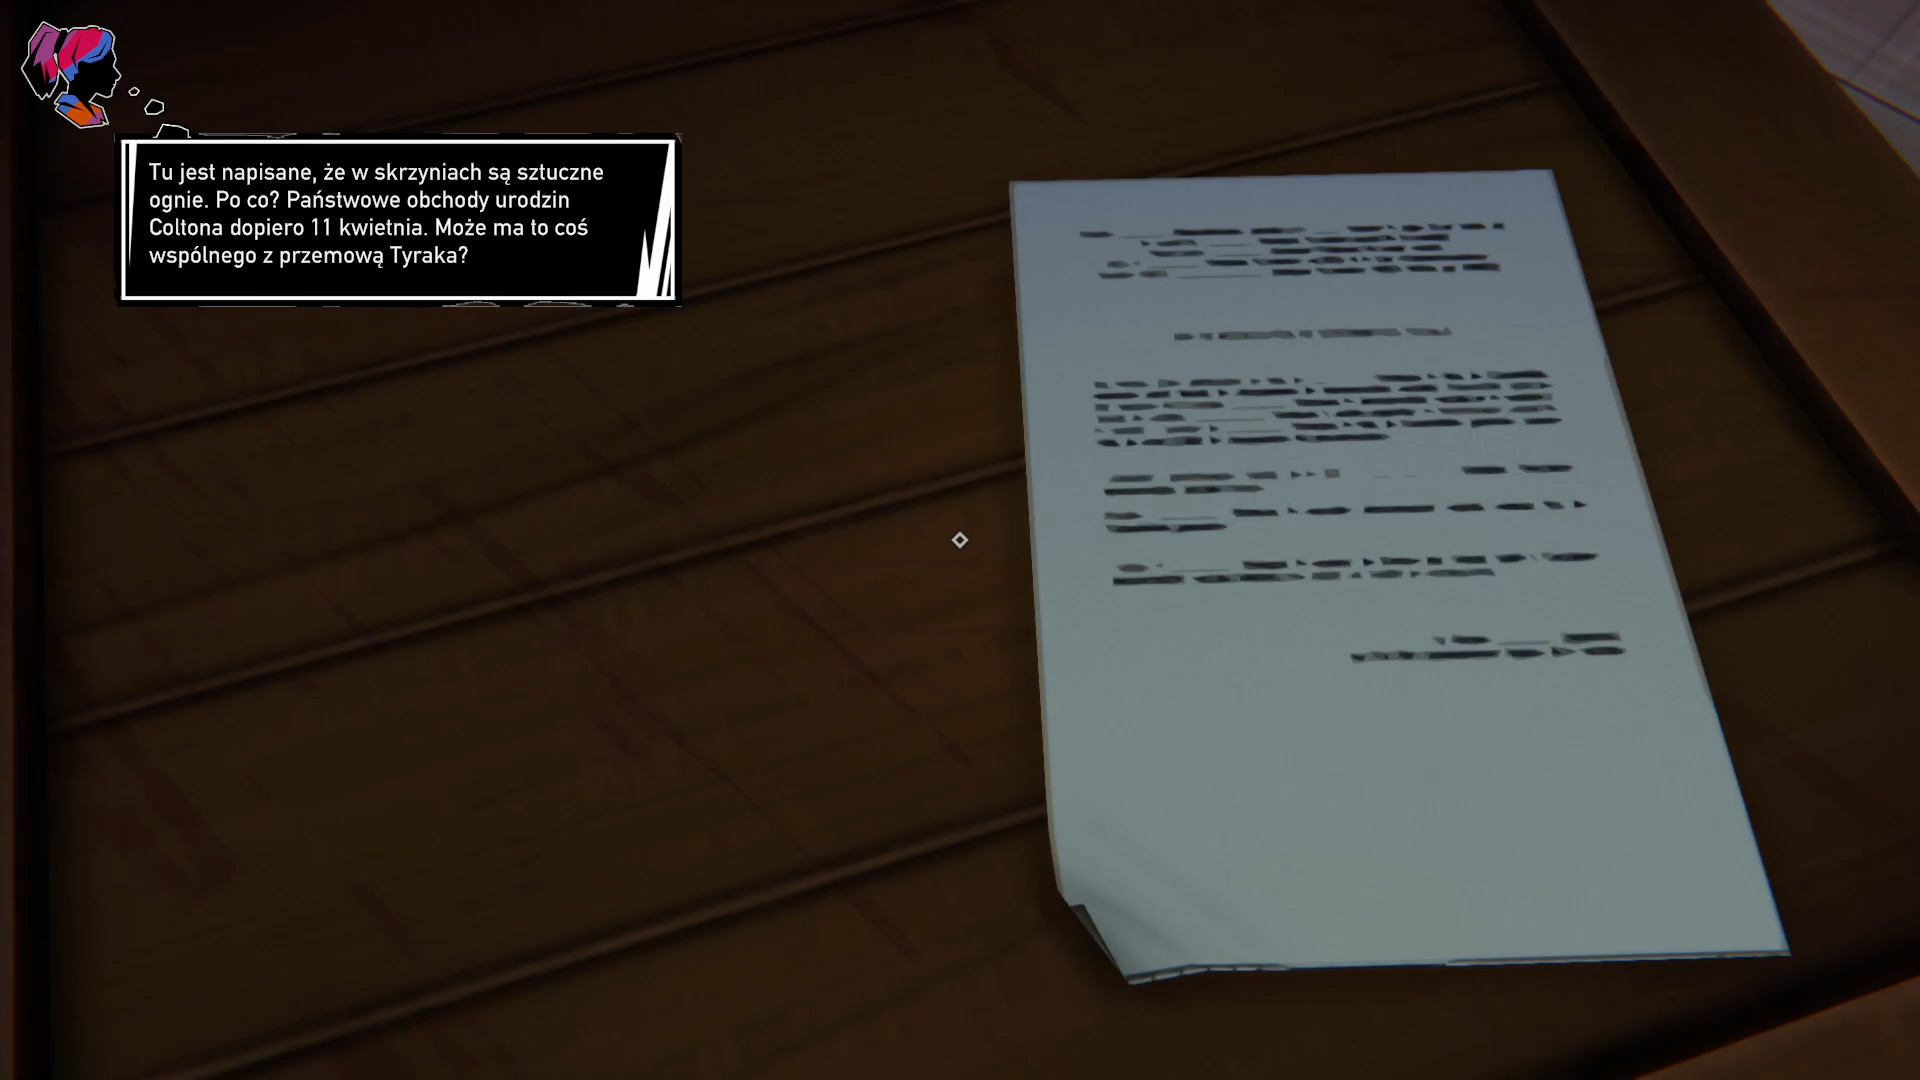 Tu jest napisane, że w skrzyniach są sztuczne
ognie. Po co? Państwowe obchody urodzin
Coltona dopiero 11 kwietnia. Może ma to coś
wspólnego z przemową Tyraka?